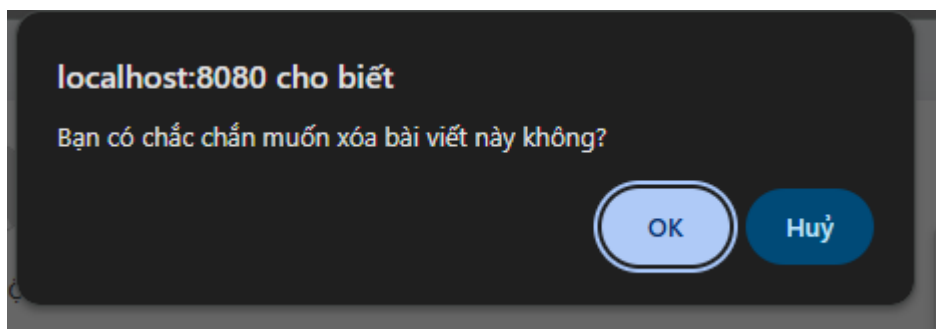 localhost:8080 cho biết
Bạn có chắc chắn muốn xóa bài viết này không?
OK Huỷ